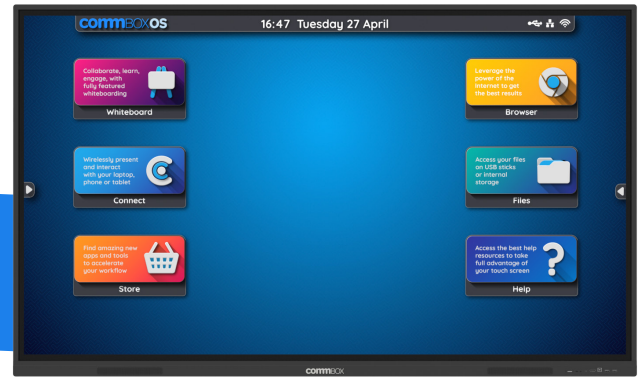 commBOXOS
16:47 Tuesday 27 April
Collaborate, learn,
engage, with
fully featured
whiteboarding
Whiteboard
Leverage the
power of the
internet to get
the best results
Browser
Wirelessly present
and interact
with your laptop,
phone or tablet
Connect
Access your files
on USB sticks
or internal
storage
Files
Find amazing new
apps and tools
to accelerate
your workflow
Store
Access the best help
resources to take
full advantage of
your touch screen
Help
commBOX